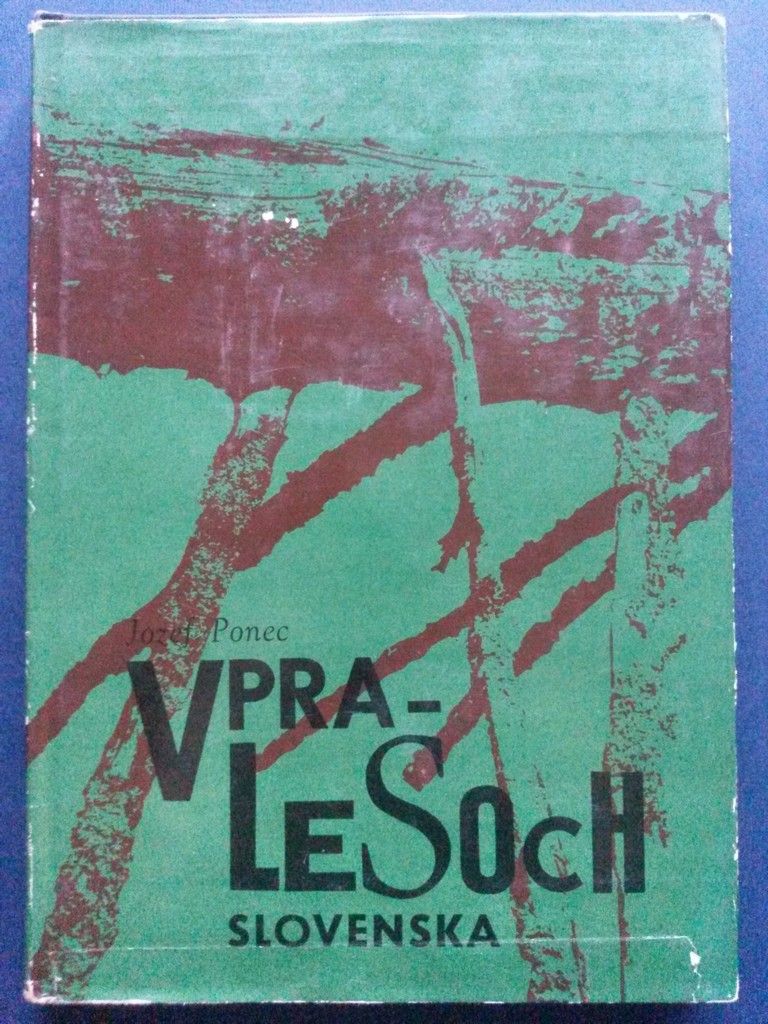 Jozef Ponec
V PRA-
LESOCH
SLOVENSKA